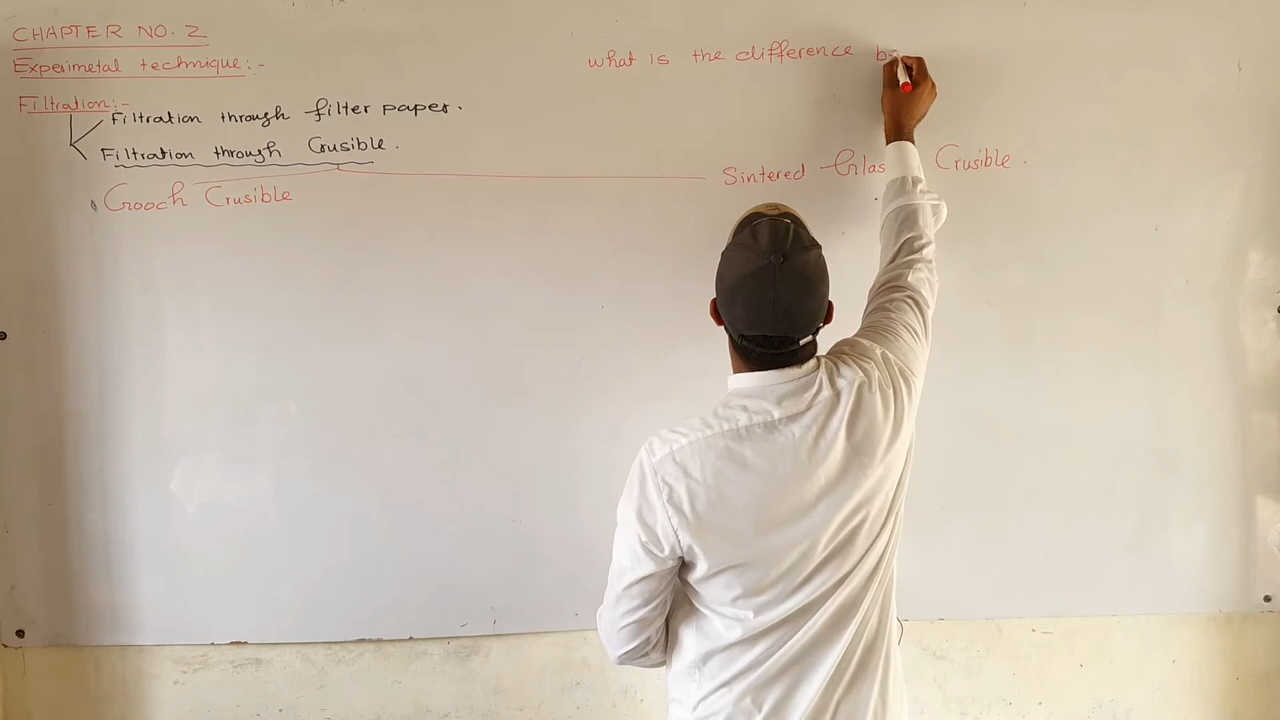 CHAPTER NO. 2
Experimetal technique:-
what is the difference b
Filtration:-
Filtration through filter paper.
Filtration through Crusible.
Gooch Crusible
Sintered Glas Crusible.